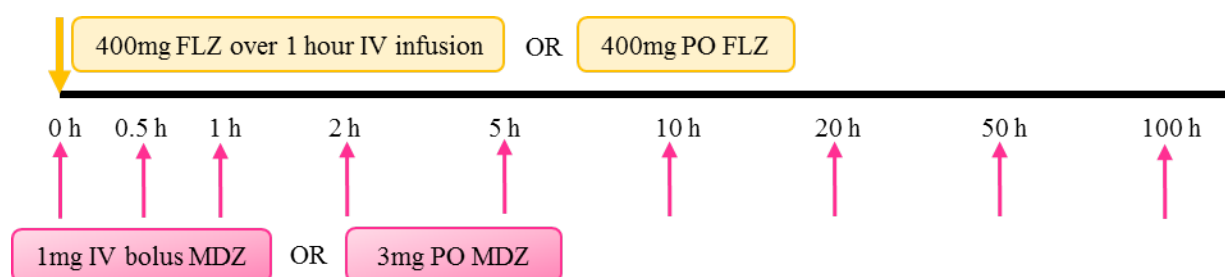 400mg FLZ over 1 hour IV infusion OR 400mg PO FLZ
0 h 0.5 h 1 h 2 h 5 h 10 h 20 h 50 h 100 h
1mg IV bolus MDZ OR 3mg PO MDZ